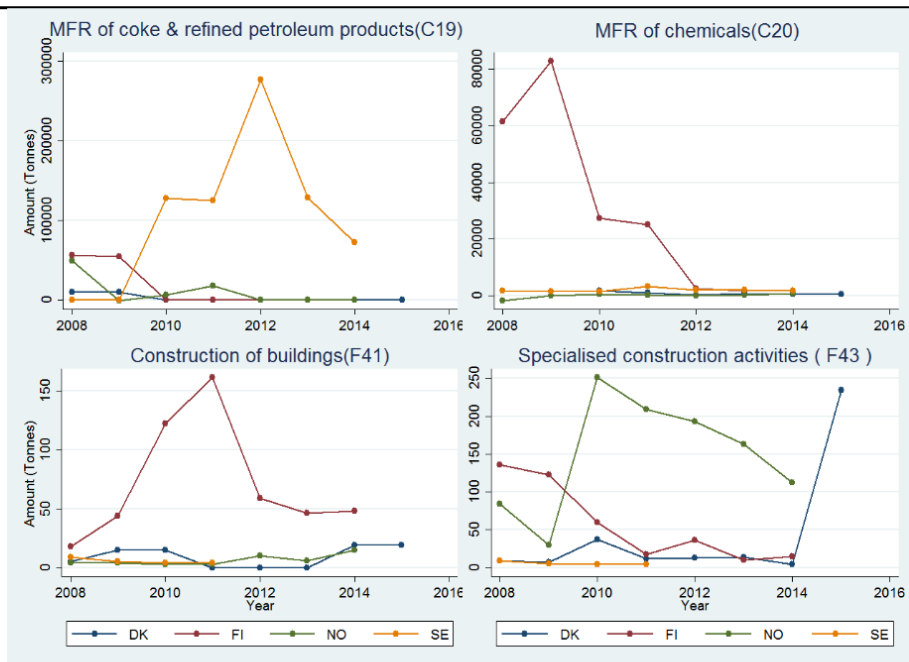 MFR of coke & refined petroleum products(C19)
MFR of chemicals(C20)
Amount (Tonnes)
300000
200000
100000
0
2008 2010 2012 2014 2016
80000
60000
40000
20000
0
2008 2010 2012 2014 2016
Construction of buildings(F41)
Specialised construction activities ( F43 )
Amount (Tonnes)
150
100
50
0
2008 2010 2012 2014 2016
Year
250
200
150
100
50
0
2008 2010 2012 2014 2016
Year
DK FI NO SE
DK FI NO SE